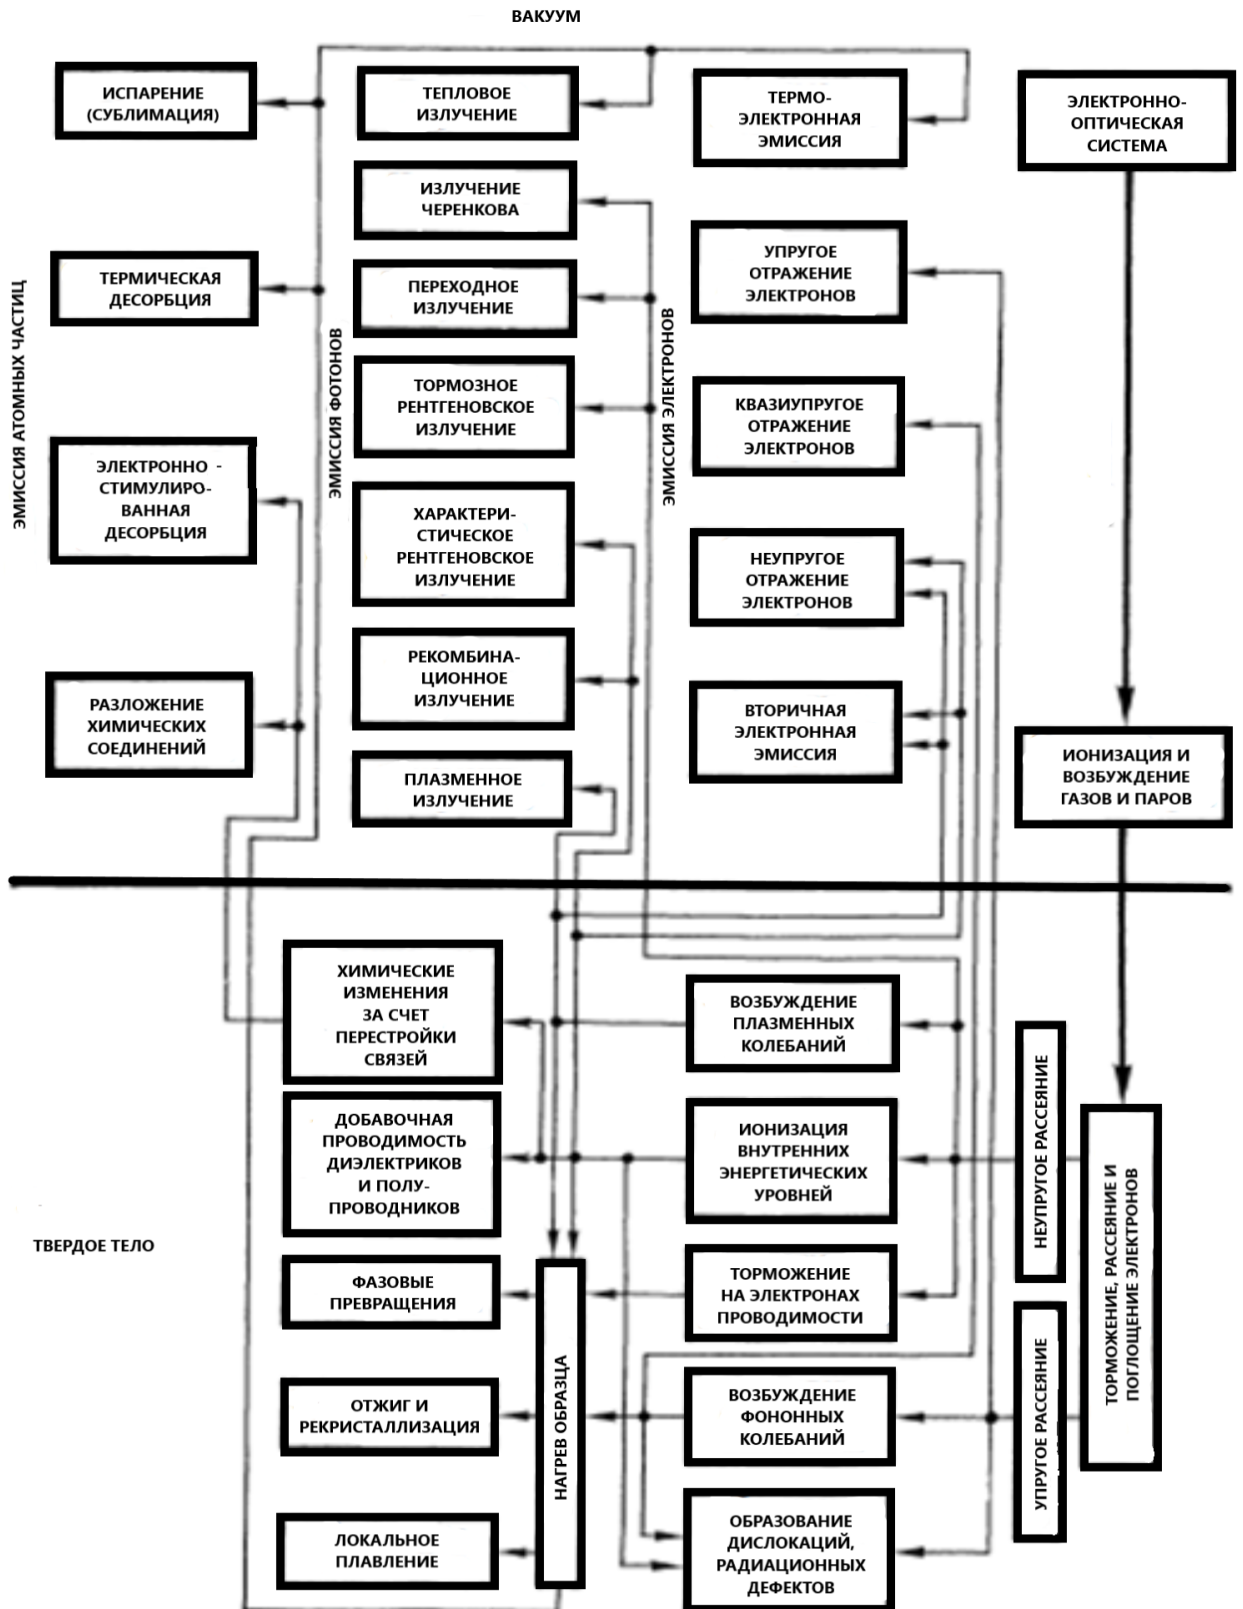 ВАКУУМ
ИСПАРЕНИЕ
(СУБЛИМАЦИЯ)
ТЕПЛОВОЕ
ИЗЛУЧЕНИЕ
ТЕРМО-
ЭЛЕКТРОННАЯ
ЭМИССИЯ
ЭЛЕКТРОННО-
ОПТИЧЕСКАЯ
СИСТЕМА
ИЗЛУЧЕНИЕ
ЧЕРЕНКОВА
ТЕРМИЧЕСКАЯ
ДЕСОРБЦИЯ
ПЕРЕХОДНОЕ
ИЗЛУЧЕНИЕ
УПРУГОЕ
ОТРАЖЕНИЕ
ЭЛЕКТРОНОВ
ЭМИССИЯ АТОМНЫХ ЧАСТИЦ
ЭМИССИЯ ФОТОНОВ
ЭМИССИЯ ЭЛЕКТРОНОВ
ТОРМОЗНОЕ
РЕНТГЕНОВСКОЕ
ИЗЛУЧЕНИЕ
КВАЗИУПРУГОЕ
ОТРАЖЕНИЕ
ЭЛЕКТРОНОВ
ЭЛЕКТРОННО -
СТИМУЛИРО-
ВАННАЯ
ДЕСОРБЦИЯ
ХАРАКТЕРИ-
СТИЧЕСКОЕ
РЕНТГЕНОВСКОЕ
ИЗЛУЧЕНИЕ
НЕУПРУГОЕ
ОТРАЖЕНИЕ
ЭЛЕКТРОНОВ
РАЗЛОЖЕНИЕ
ХИМИЧЕСКИХ
СОЕДИНЕНИЙ
РЕКОМБИНА-
ЦИОННОЕ
ИЗЛУЧЕНИЕ
ВТОРИЧНАЯ
ЭЛЕКТРОННАЯ
ЭМИССИЯ
ИОНИЗАЦИЯ И
ВОЗБУЖДЕНИЕ
ГАЗОВ И ПАРОВ
ПЛАЗМЕННОЕ
ИЗЛУЧЕНИЕ
ХИМИЧЕСКИЕ
ИЗМЕНЕНИЯ
ЗА СЧЕТ
ПЕРЕСТРОЙКИ
СВЯЗЕЙ
ВОЗБУЖДЕНИЕ
ПЛАЗМЕННЫХ
КОЛЕБАНИЙ
ДОБАВОЧНАЯ
ПРОВОДИМОСТЬ
ДИЭЛЕКТРИКОВ
И ПОЛУ-
ПРОВОДНИКОВ
ИОНИЗАЦИЯ
ВНУТРЕННИХ
ЭНЕРГЕТИЧЕСКИХ
УРОВНЕЙ
НЕУПРУГОЕ РАССЕЯНИЕ
ТОРМОЖЕНИЕ, РАССЕЯНИЕ И
ПОГЛОЩЕНИЕ ЭЛЕКТРОНОВ
ТВЕРДОЕ ТЕЛО
ФАЗОВЫЕ
ПРЕВРАЩЕНИЯ
ТОРМОЖЕНИЕ
НА ЭЛЕКТРОНАХ
ПРОВОДИМОСТИ
НАГРЕВ ОБРАЗЦА
УПРУГОЕ РАССЕЯНИЕ
ОТЖИГ И
РЕКРИСТАЛЛИЗАЦИЯ
ВОЗБУЖДЕНИЕ
ФОНОННЫХ
КОЛЕБАНИЙ
ЛОКАЛЬНОЕ
ПЛАВЛЕНИЕ
ОБРАЗОВАНИЕ
ДИСЛОКАЦИЙ,
РАДИАЦИОННЫХ
ДЕФЕКТОВ